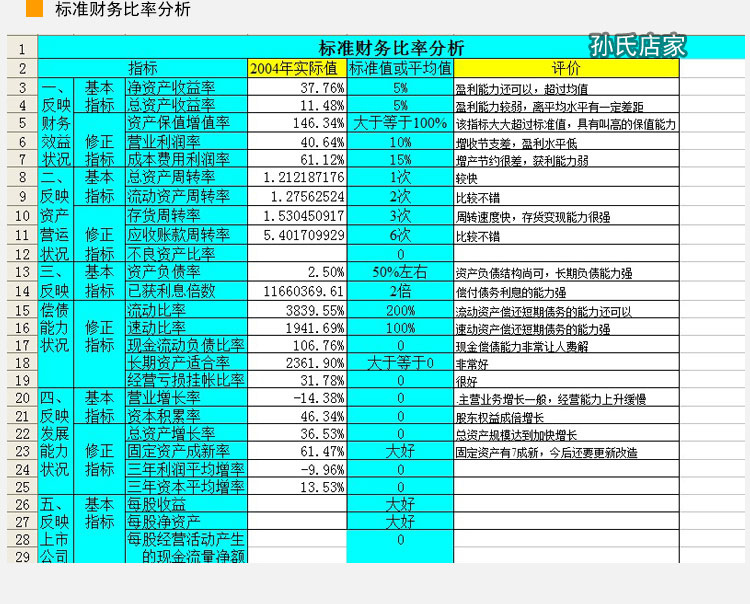 标准财务比率分析
孙氏店家
1 标准财务比率分析
2 指标 2004年实际值 标准值或平均值 评价
3 一、 基本 净资产收益率 37.76% 5% 盈利能力还可以，超过均值
4 反映 指标 总资产收益率 11.48% 5% 盈利能力较弱，离平均水平有一定差距
5 财务 资产保值增值率 146.34% 大于等于100% 该指标大大超过标准值，具有叫高的保值能力
6 效益 修正 营业利润率 40.64% 10% 增收节支差，盈利水平低
7 状况 指标 成本费用利润率 61.12% 15% 增产节约很差，获利能力弱
8 二、 基本 总资产周转率 1.212187176 1次 较快
9 反映 指标 流动资产周转率 1.27562524 2次 比较不错
10 资产 存货周转率 1.530450917 3次 周转速度快，存货变现能力很强
11 营运 修正 应收账款周转率 5.401709929 6次 比较不错
12 状况 指标 不良资产比率 0
13 三、 基本 资产负债率 2.50% 50%左右 资产负债结构尚可，长期负债能力强
14 反映 指标 已获利息倍数 11660369.61 2倍 偿付债务利息的能力强
15 偿债 流动比率 3839.55% 200% 流动资产偿还短期债务的能力还可以
16 能力 修正 速动比率 1941.69% 100% 速动资产偿还短期债务的能力强
17 状况 指标 现金流动负债比率 106.76% 0 现金偿债能力非常让人费解
18 长期资产适合率 2361.90% 大于等于0 非常好
19 经营亏损挂帐比率 31.78% 0 很好
20 四、 基本 营业增长率 -14.38% 0 主营业务增长一般，经营能力上升缓慢
21 反映 指标 资本积累率 46.34% 0 股东权益成倍增长
22 发展 总资产增长率 36.53% 0 总资产规模达到加快增长
23 能力 修正 固定资产成新率 61.47% 大好 固定资产有7成新，今后还要更新改造
24 状况 指标 三年利润平均增率 -9.96% 0
25 三年资本平均增率 13.53% 0
26 五、 基本 每股收益 大好
27 反映 指标 每股净资产 大好
28 上市 每股经营活动产生 0
29 公司 的现金流量净额